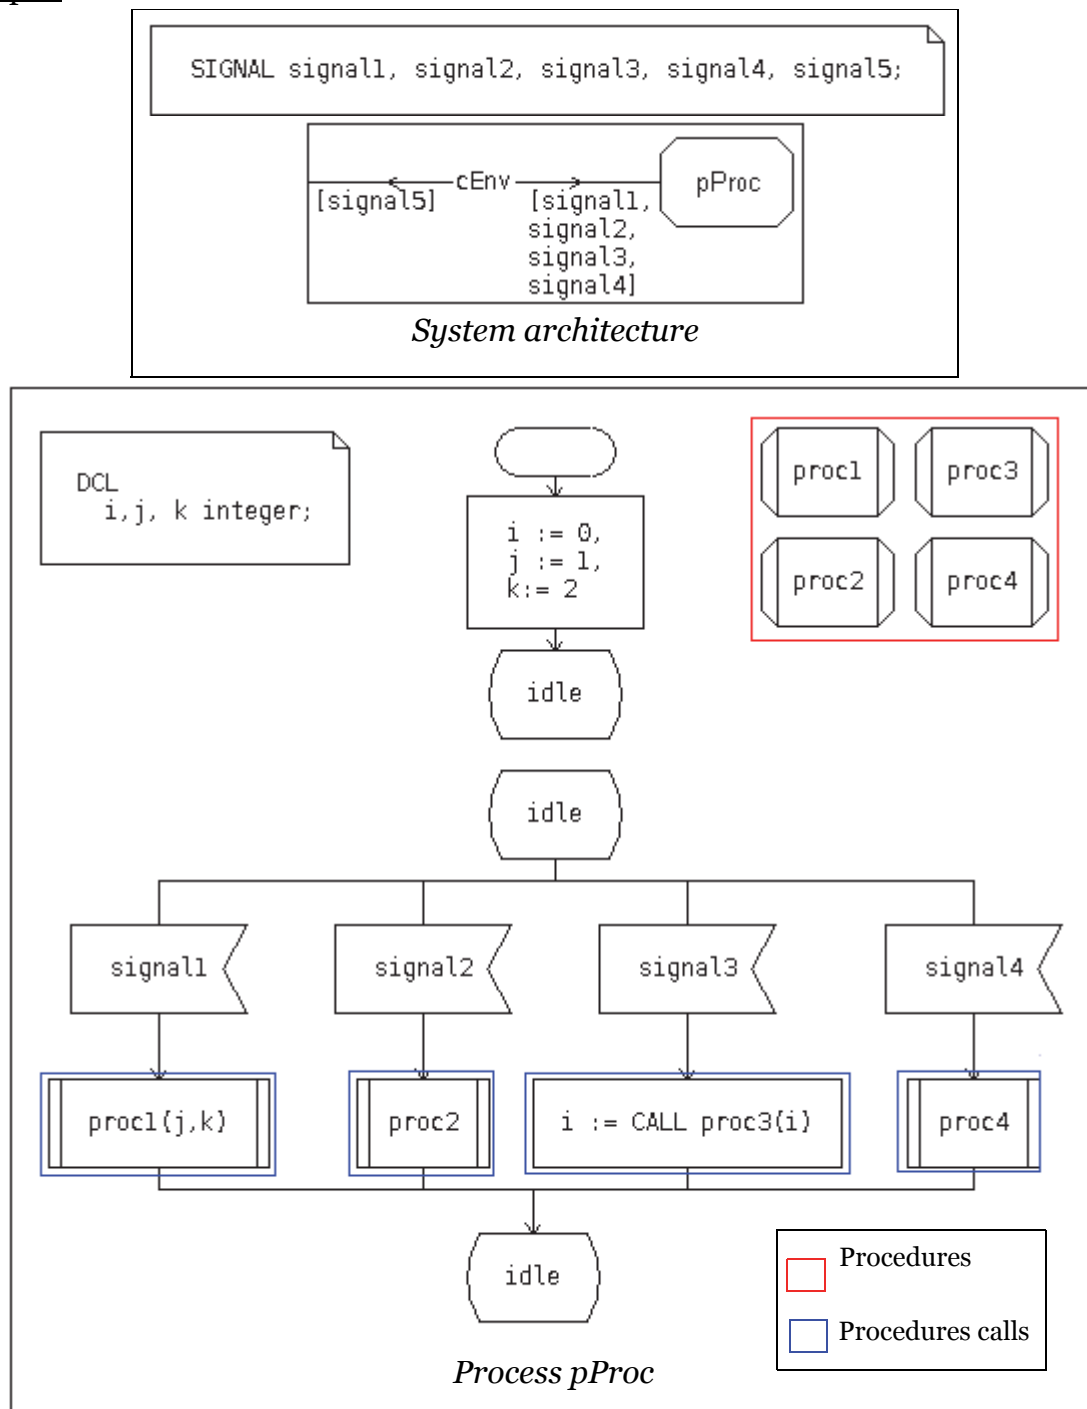 SIGNAL signal1, signal2, signal3, signal4, signal5;
cEnv
pProc
[signal5]
[signal1,
signal2,
signal3,
signal4]
System architecture
DCL
i,j, k integer;
i := 0,
j := 1,
k:= 2
proc1
proc3
proc2
proc4
idle
idle
signal1
signal2
signal3
signal4
proc1(j,k)
proc2
i := CALL proc3(i)
proc4
idle
Procedures
Procedures calls
Process pProc